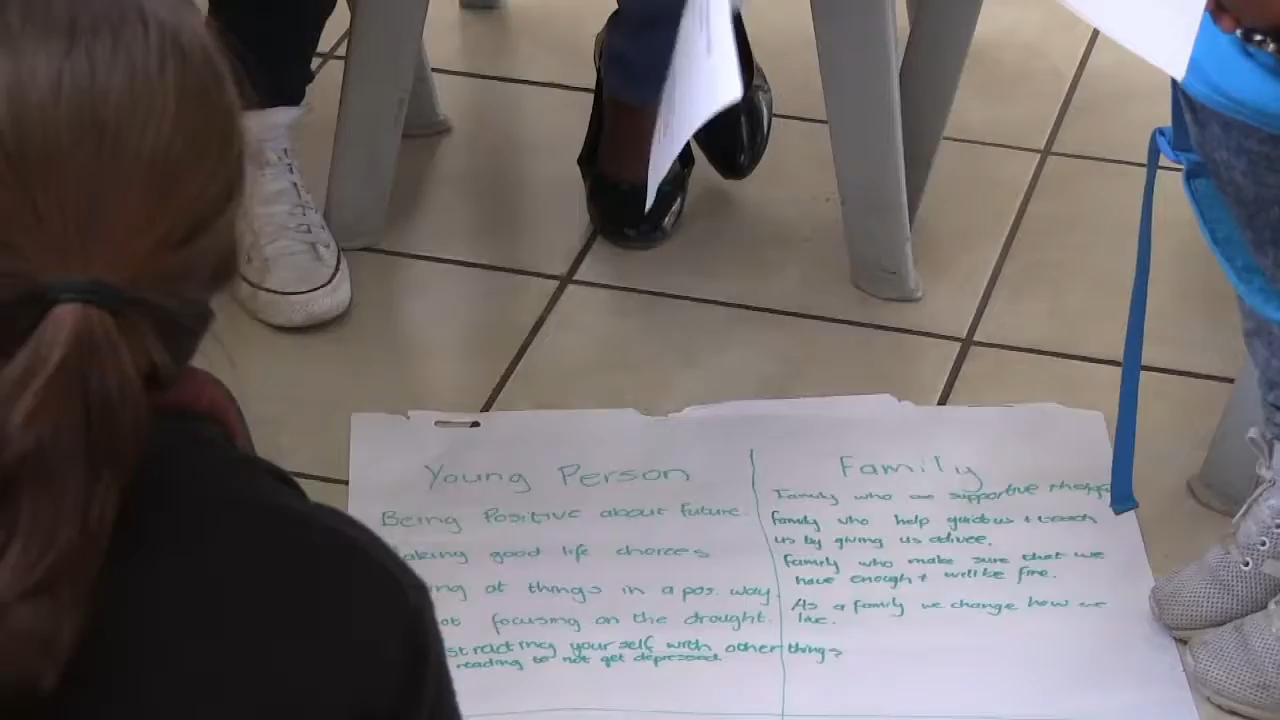 Young Person
Being Positive about future
aking good life choices
ing at things in a pos. way
ot focusing on the drought.
stracting yourself with other things
reading to not get depressed.
Family
Family who are supportive
family who help guide us + teach
us by giving us advice.
Family who make sure that we
have enough + will be fine.
As a family we change how we
live.